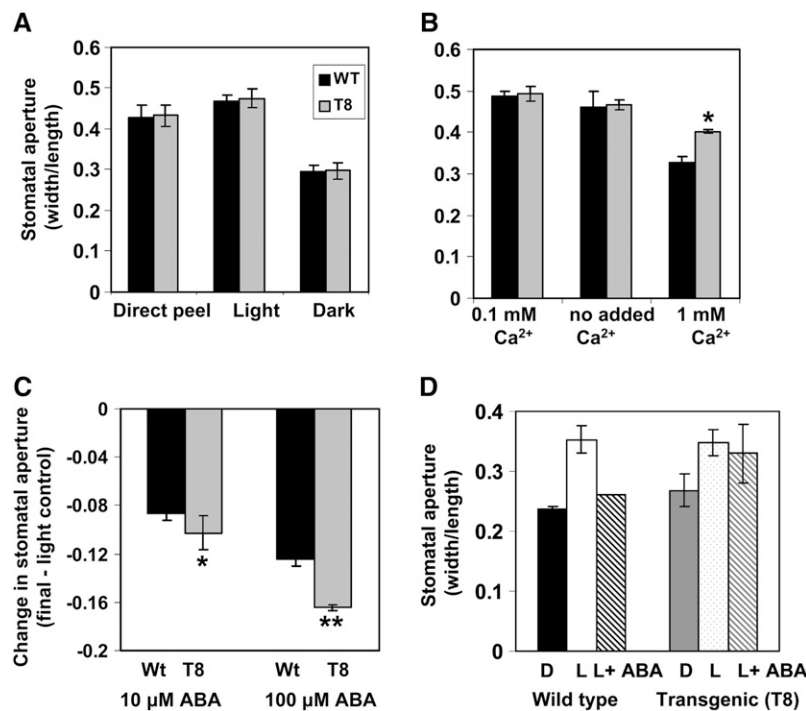 A
Stomatal aperture
(width/length)
0.6
0.5
0.4
0.3
0.2
0.1
0
WT
T8
Direct peel Light Dark
B
0.6
0.5
0.4
0.3
0.2
0.1
0
*
0.1 mM no added 1 mM
Ca²⁺ Ca²⁺ Ca²⁺
C
Change in stomatal aperture
(final - light control)
0
-0.04
-0.08
-0.12
-0.16
-0.2
*
**
Wt T8 Wt T8
10 µM ABA 100 µM ABA
D
Stomatal aperture
(width/length)
0.4
0.3
0.2
0.1
0
D L L+ ABA D L L+ ABA
Wild type Transgenic (T8)